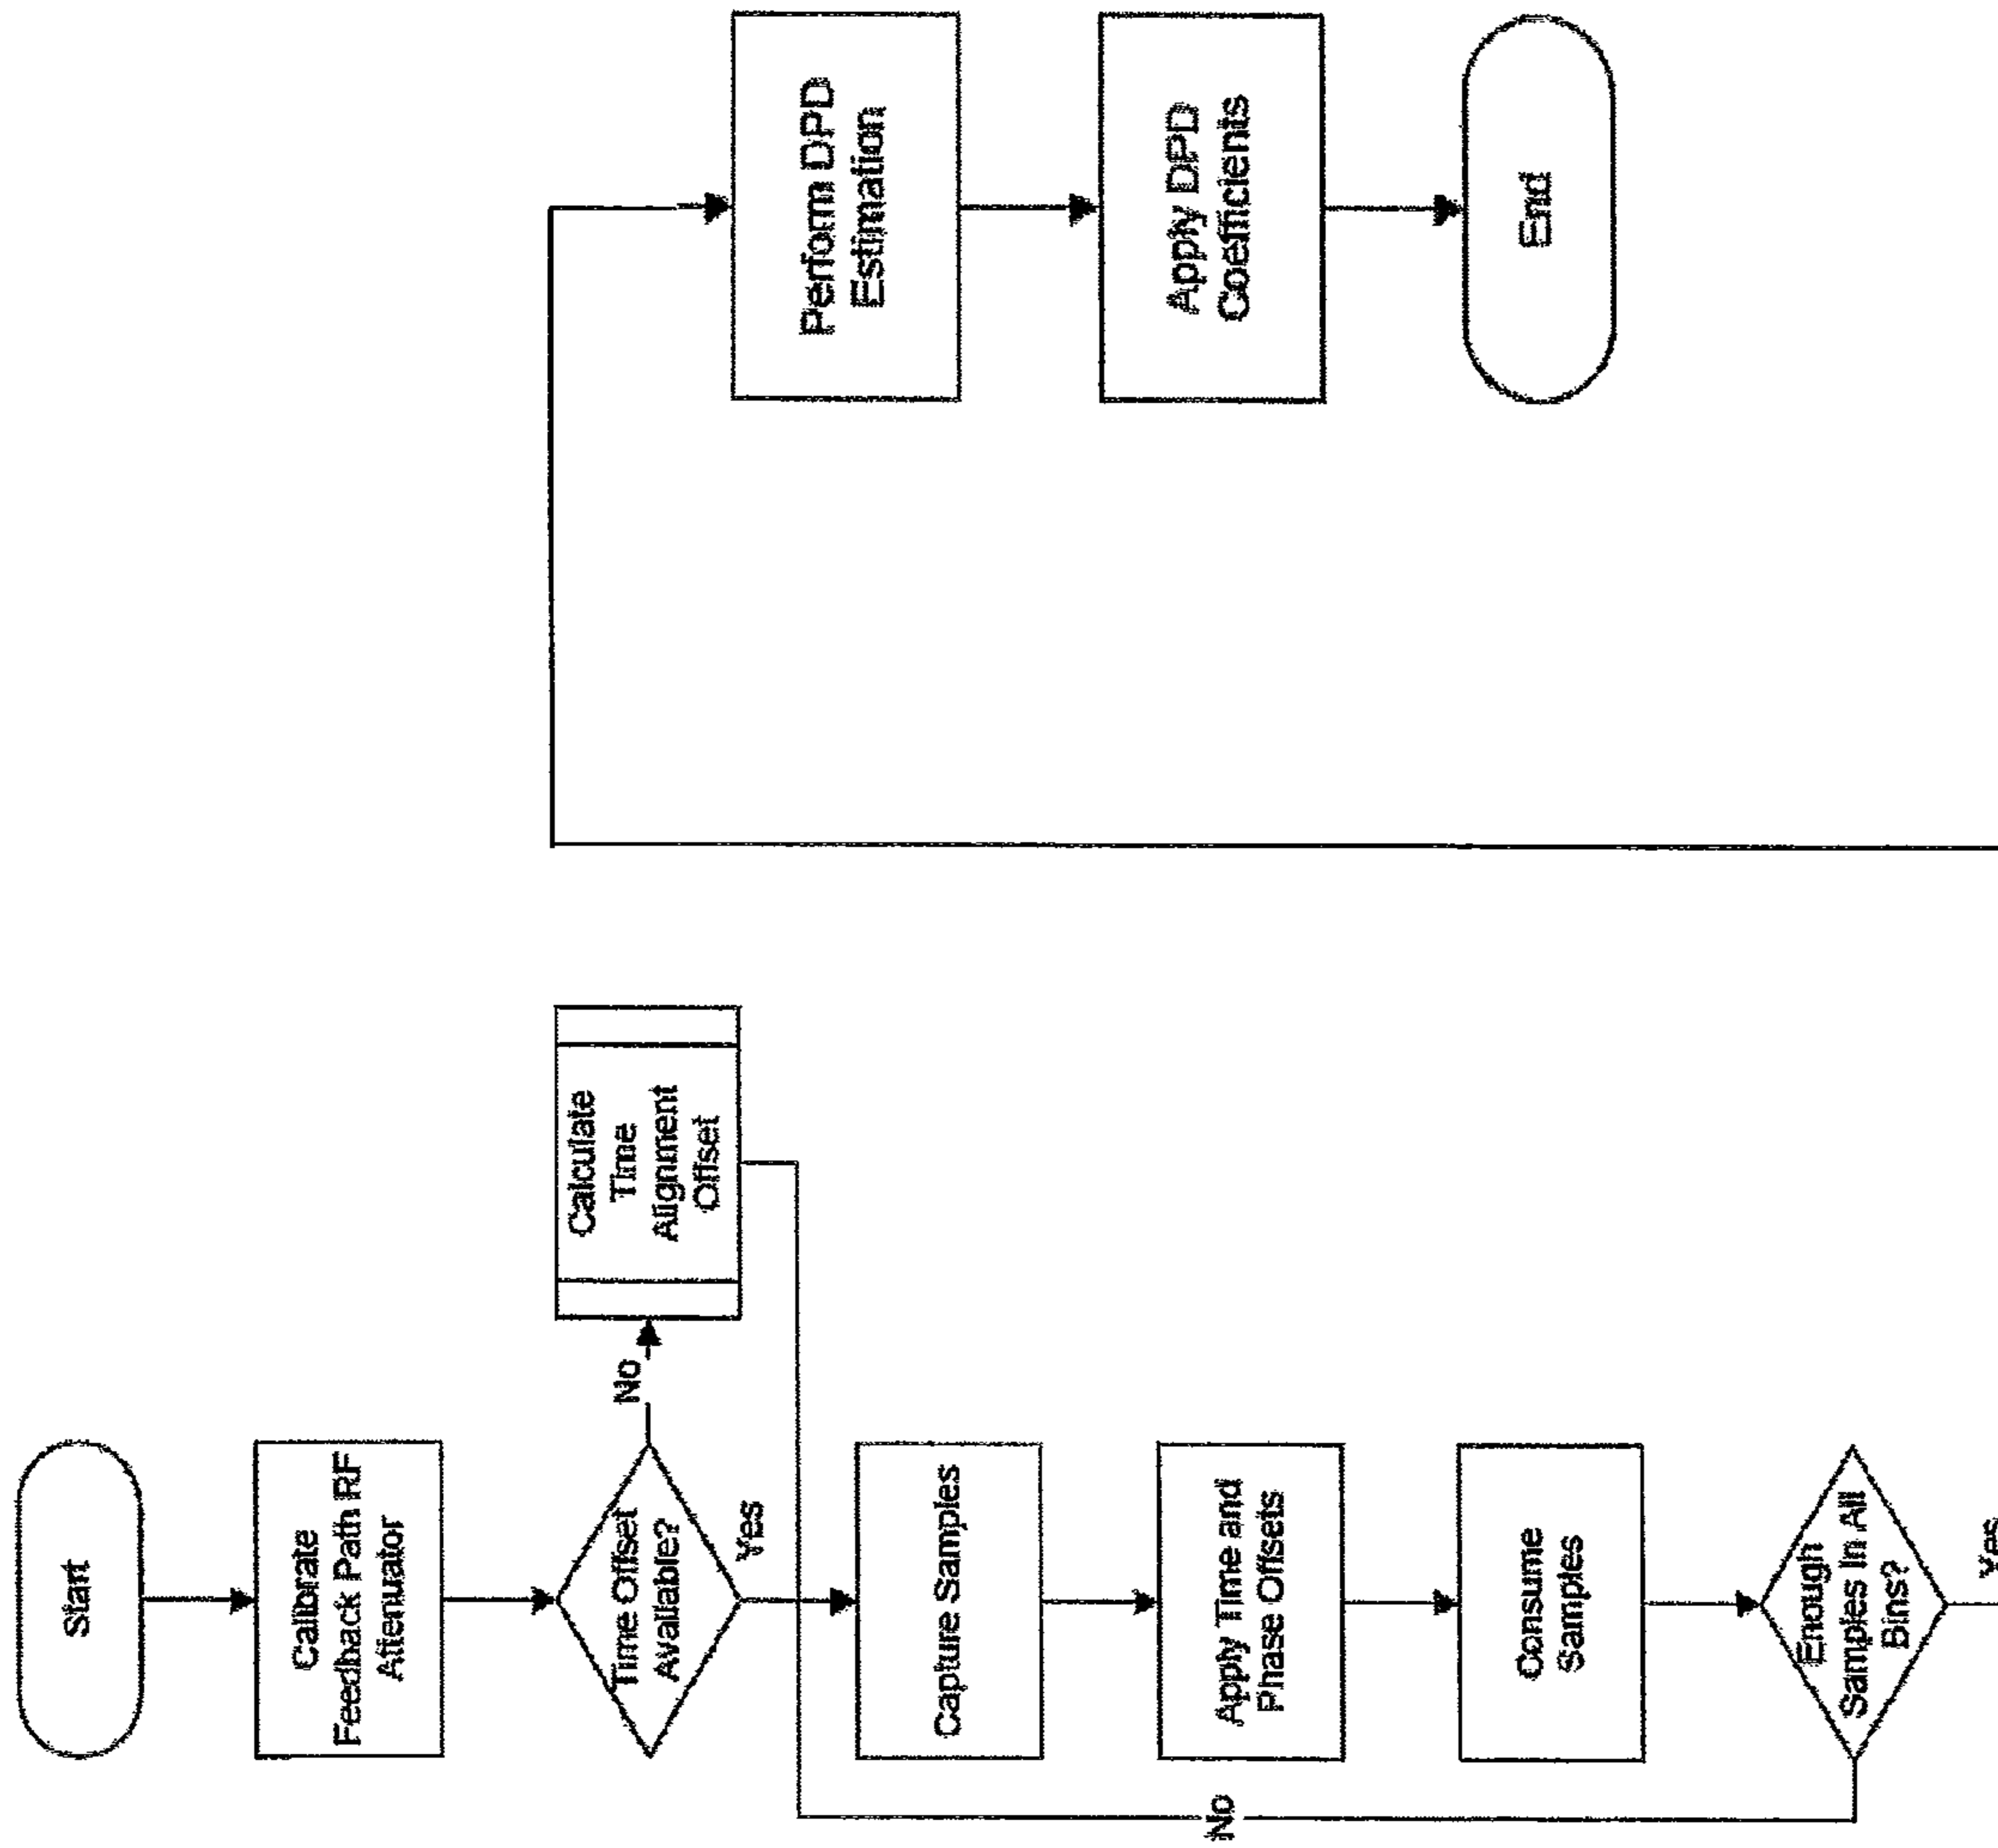 Start
Calibrate
Feedback Path RF
Attenuator
Time Offset
Available?
No
Calculate
Time
Alignment
Offset
Yes
Capture Samples
Apply Time and
Phase Offsets
Consume
Samples
Enough
Samples In All
Bins?
No
Yes
Perform DPD
Estimation
Apply DPD
Coefficients
End